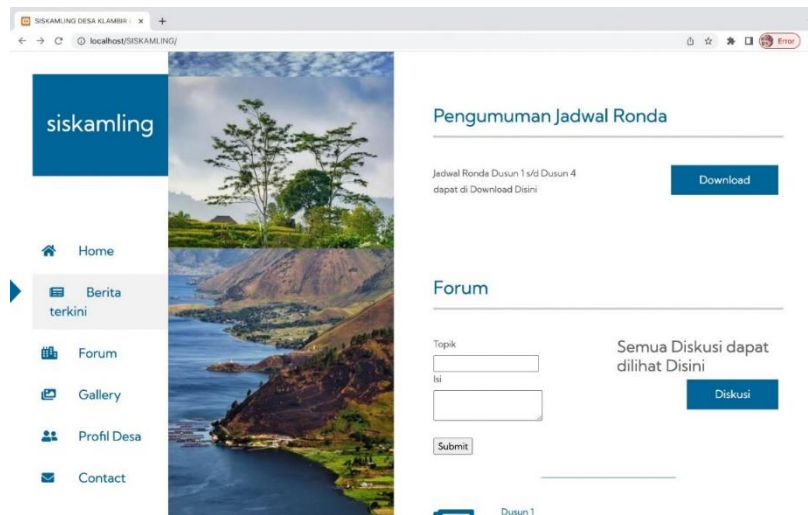 SISKAMLING DESA KLAMBIR
localhost/SISKAMLING/
Error
siskamling
Home
Berita
terkini
Forum
Gallery
Profil Desa
Contact
Pengumuman Jadwal Ronda
Jadwal Ronda Dusun 1 s/d Dusun 4
dapat di Download Disini
Download
Forum
Topik
Isi
Submit
Semua Diskusi dapat
dilihat Disini
Diskusi
Dusun 1